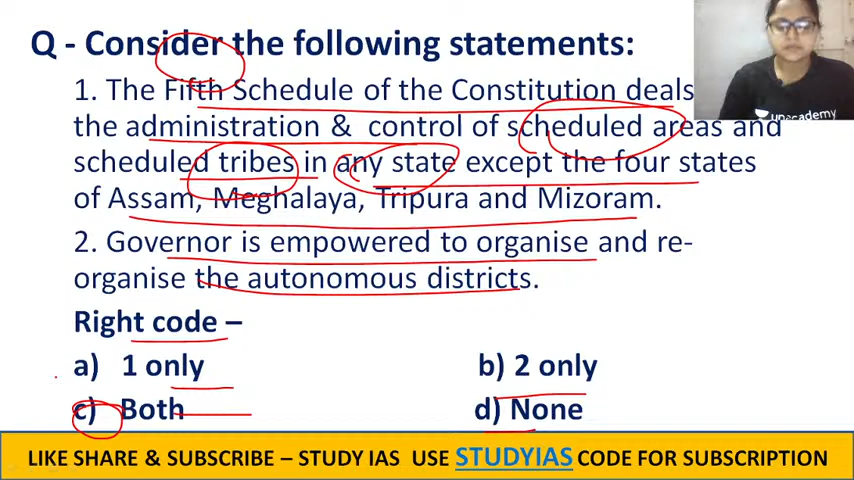 Q - Consider the following statements:
1. The Fifth Schedule of the Constitution deals
the administration & control of scheduled areas and
scheduled tribes in any state except the four states
of Assam, Meghalaya, Tripura and Mizoram.
2. Governor is empowered to organise and re-
organise the autonomous districts.
Right code –
a) 1 only b) 2 only
c) Both d) None
unacademy
LIKE SHARE & SUBSCRIBE – STUDY IAS USE STUDYIAS CODE FOR SUBSCRIPTION